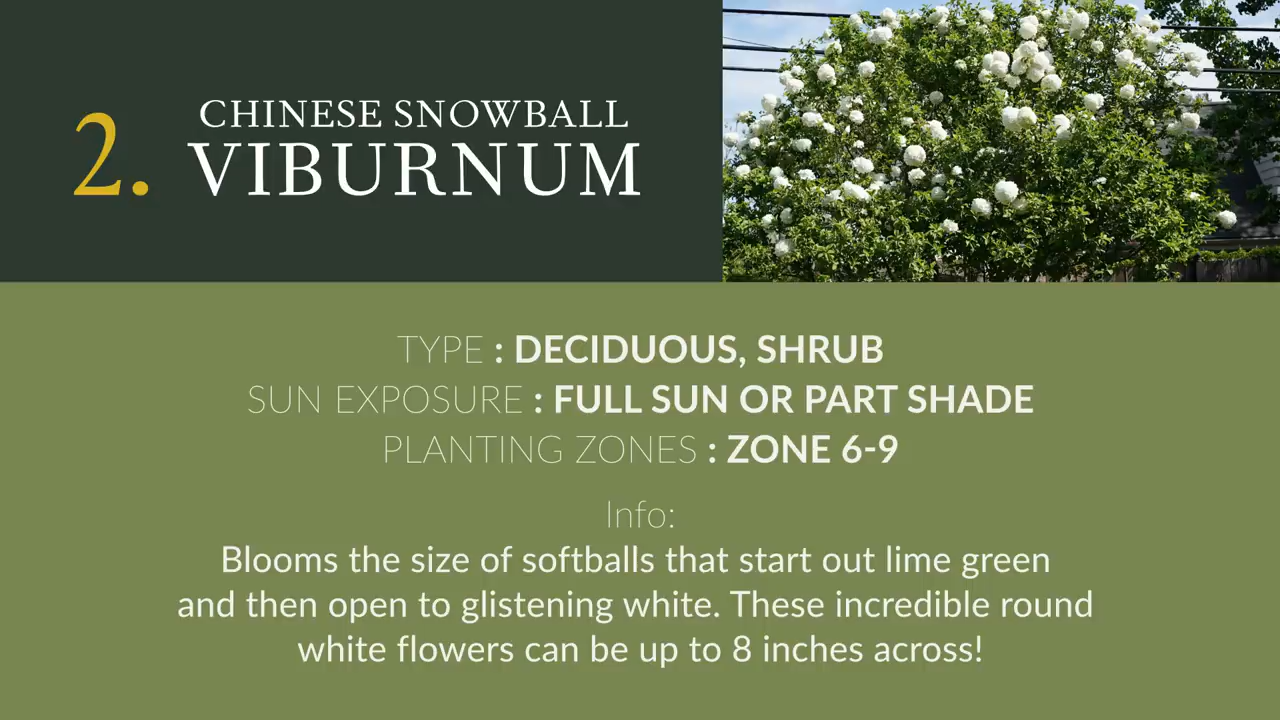 2. CHINESE SNOWBALL
VIBURNUM
TYPE : DECIDUOUS, SHRUB
SUN EXPOSURE : FULL SUN OR PART SHADE
PLANTING ZONES : ZONE 6-9
Info:
Blooms the size of softballs that start out lime green
and then open to glistening white. These incredible round
white flowers can be up to 8 inches across!